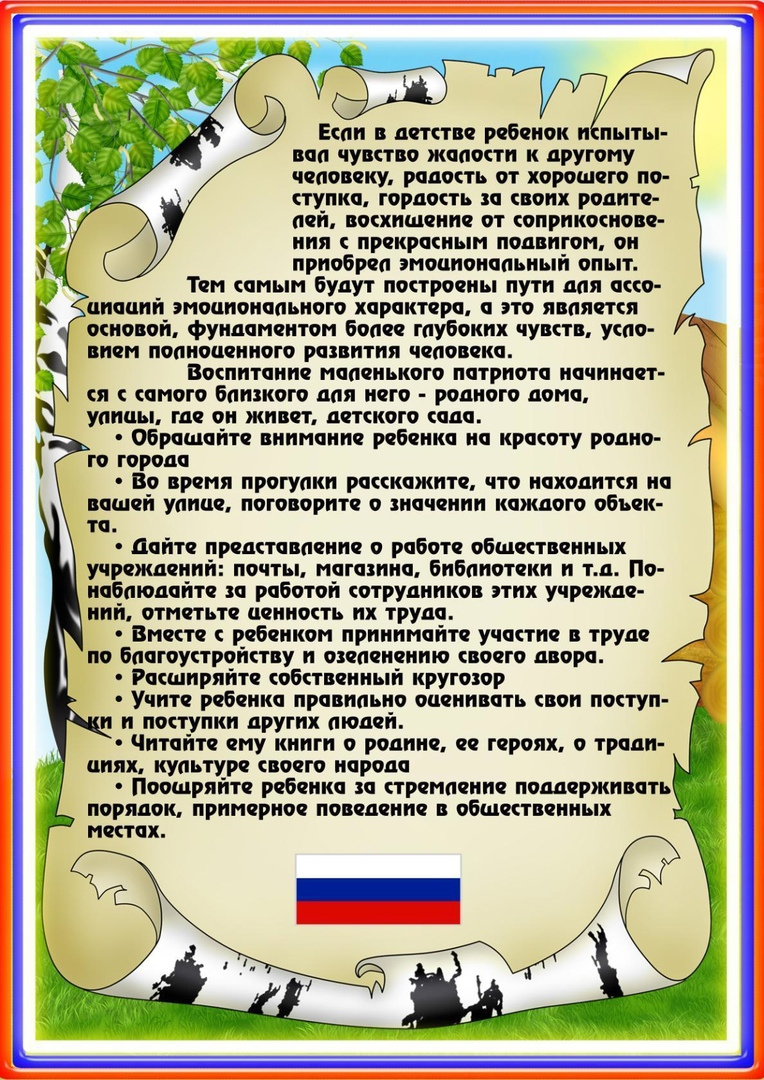 Если в детстве ребенок испыты-
вал чувство жалости к другому
человеку, радость от хорошего по-
ступка, гордость за своих родите-
лей, восхищение от соприкоснове-
ния с прекрасным подвигом, он
приобрел эмоциональный опыт.
Тем самым будут построены пути для ассо-
циаций эмоционального характера, а это является
основой, фундаментом более глубоких чувств, усло-
вием полноценного развития человека.
Воспитание маленького патриота начинает-
ся с самого близкого для него - родного дома,
улицы, где он живет, детского сада.
• Обращайте внимание ребенка на красоту родно-
го города
• Во время прогулки расскажите, что находится на
вашей улице, поговорите о значении каждого объек-
та.
• Дайте представление о работе общественных
учреждений: почты, магазина, библиотеки и т.д. По-
наблюдайте за работой сотрудников этих учрежде-
ний, отметьте ценность их труда.
• Вместе с ребенком принимайте участие в труде
по благоустройству и озеленению своего двора.
• Расширяйте собственный кругозор
• Учите ребенка правильно оценивать свои поступ-
ки и поступки других людей.
• Читайте ему книги о родине, ее героях, о тради-
циях, культуре своего народа
• Поощряйте ребенка за стремление поддерживать
порядок, примерное поведение в общественных
местах.